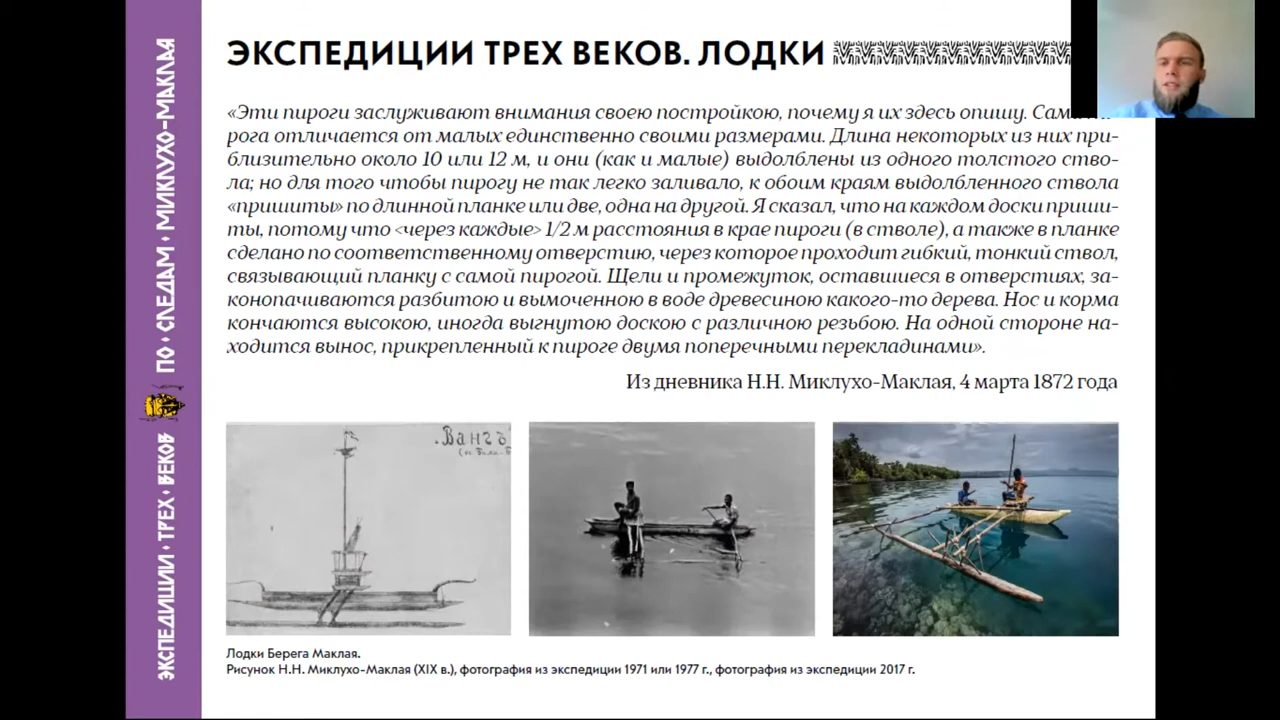 ЭКСПЕДИЦИИ ТРЕХ ВЕКОВ. ЛОДКИ
«Эти пироги заслуживают внимания своею постройкою, почему я их здесь опишу.
рога отличается от малых единственно своими размерами. Длина некоторых из них при-
близительно около 10 или 12 м, и они (как и малые) выдолблены из одного толстого ство-
ла; но для того чтобы пирогу не так легко заливало, к обоим краям выдолбленного ствола
«пришиты» по длинной планке или две, одна на другой. Я сказал, что на каждом доски приши-
ты, потому что <через каждые> 1/2 м расстояния в крае пироги (в стволе), а также в планке
сделано по соответственному отверстию, через которое проходит гибкий, тонкий ствол,
связывающий планку с самой пирогой. Щели и промежуток, оставшиеся в отверстиях, за-
конопачиваются разбитою и вымоченною в воде древесиною какого-то дерева. Нос и корма
кончаются высокою, иногда выгнутою доскою с различною резьбою. На одной стороне на-
ходится вынос, прикрепленный к пироге двумя поперечными перекладинами».
Из дневника Н.Н. Миклухо-Маклая, 4 марта 1872 года
.Вангъ
Лодки Берега Маклая.
Рисунок Н.Н. Миклухо-Маклая (XIX в.), фотография из экспедиции 1971 или 1977 г., фотография из экспедиции 2017 г.
ЭКСПЕДИЦИИ • ТРЕХ • ВЕКОВ
ПО • СЛЕДАМ • МИКЛУХО-МАКЛАЯ